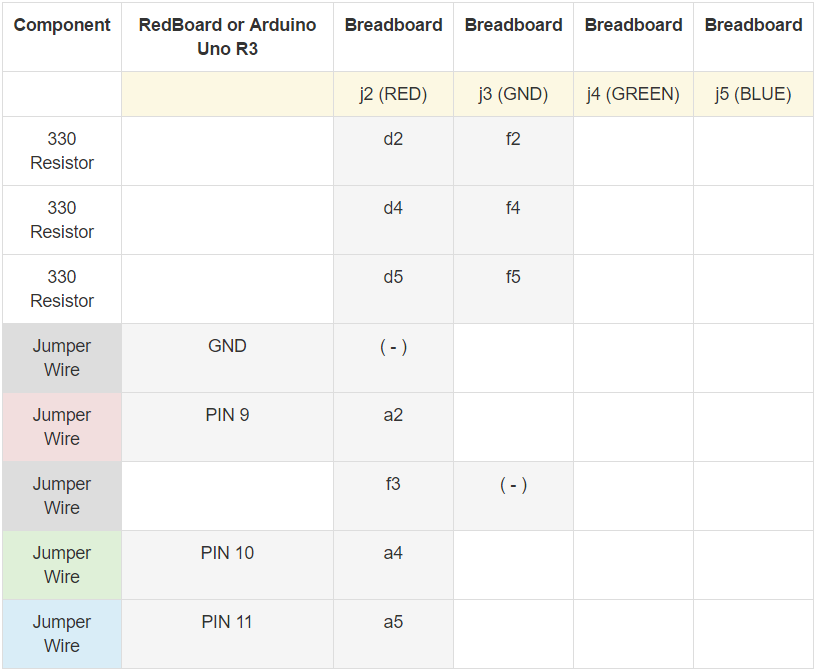 Component RedBoard or Arduino Uno R3 Breadboard Breadboard Breadboard Breadboard
j2 (RED) j3 (GND) j4 (GREEN) j5 (BLUE)
330 Resistor d2 f2
330 Resistor d4 f4
330 Resistor d5 f5
Jumper Wire GND ( - )
Jumper Wire PIN 9 a2
Jumper Wire f3 ( - )
Jumper Wire PIN 10 a4
Jumper Wire PIN 11 a5